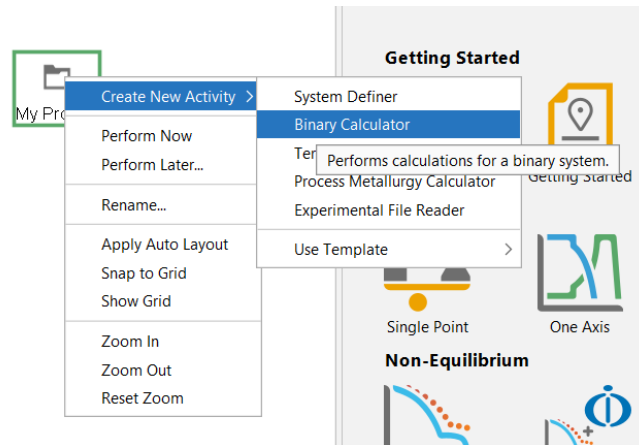 Getting Started
My Pro
Create New Activity
Perform Now
Perform Later...
Rename...
Apply Auto Layout
Snap to Grid
Show Grid
Zoom In
Zoom Out
Reset Zoom
System Definer
Binary Calculator
Ter
Performs calculations for a binary system.
Process Metallurgy Calculator
Experimental File Reader
Use Template
Getting Started
Single Point
One Axis
Non-Equilibrium